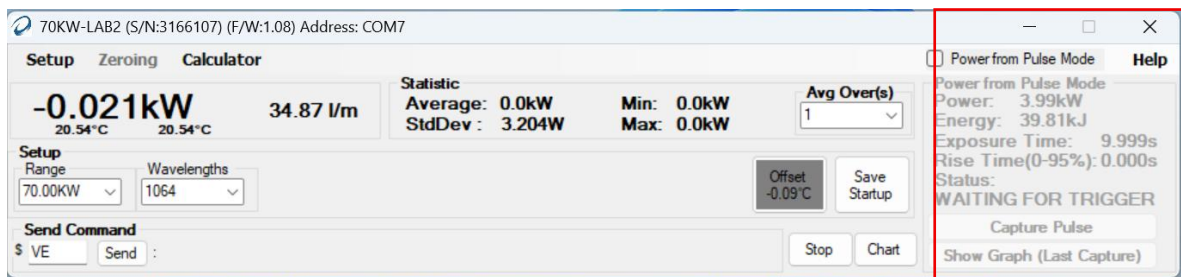 70KW-LAB2 (S/N:3166107) (F/W:1.08) Address: COM7
Setup Zeroing Calculator
Power from Pulse Mode Help
-0.021kW 34.87 l/m
20.54°C 20.54°C
Statistic
Average: 0.0kW Min: 0.0kW
StdDev : 3.204W Max: 0.0kW
Avg Over(s)
1
Setup
Range Wavelengths
70.00KW 1064
Offset
-0.09°C
Save
Startup
Send Command
$ VE Send :
Stop Chart
Power from Pulse Mode
Power: 3.99kW
Energy: 39.81kJ
Exposure Time: 9.999s
Rise Time(0-95%): 0.000s
Status:
WAITING FOR TRIGGER
Capture Pulse
Show Graph (Last Capture)